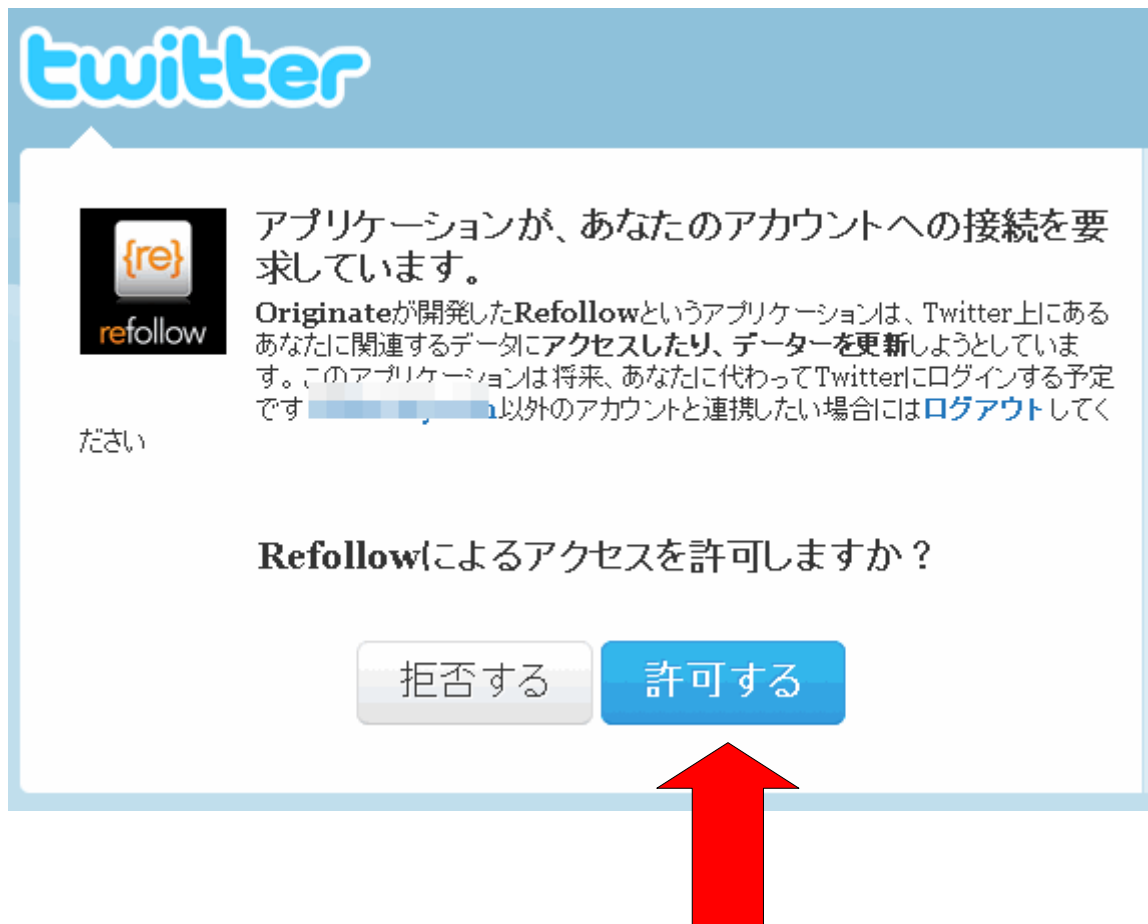 twitter
{re}
refollow
アプリケーションが、あなたのアカウントへの接続を要
求しています。
Originateが開発したRefollowというアプリケーションは、Twitter上にある
あなたに関連するデータにアクセスしたり、データーを更新しようとしていま
す。このアプリケーションは将来、あなたに代わってTwitterにログインする予定
です 以外のアカウントと連携したい場合にはログアウトしてく
ださい
Refollowによるアクセスを許可しますか？
拒否する
許可する